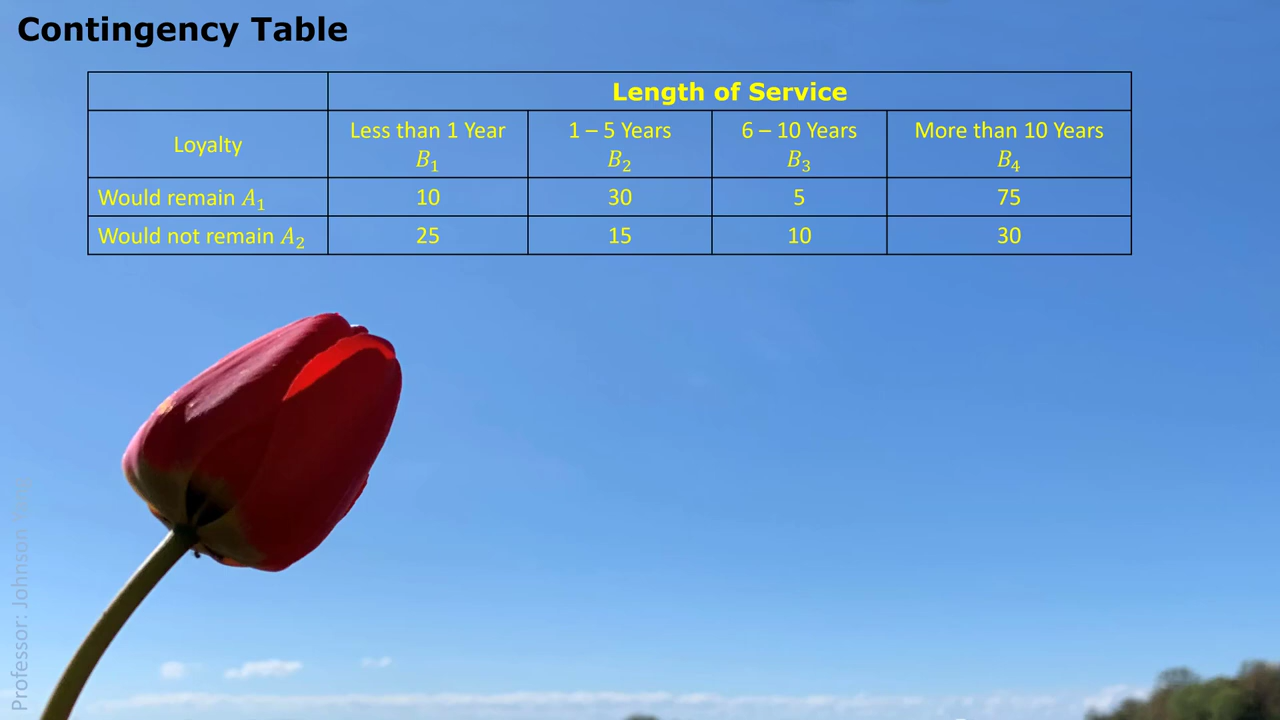 Contingency Table
Length of Service
Loyalty
Less than 1 Year
B₁
1 – 5 Years
B₂
6 – 10 Years
B₃
More than 10 Years
B₄
Would remain A₁ 10 30 5 75
Would not remain A₂ 25 15 10 30
Professor: Johnson